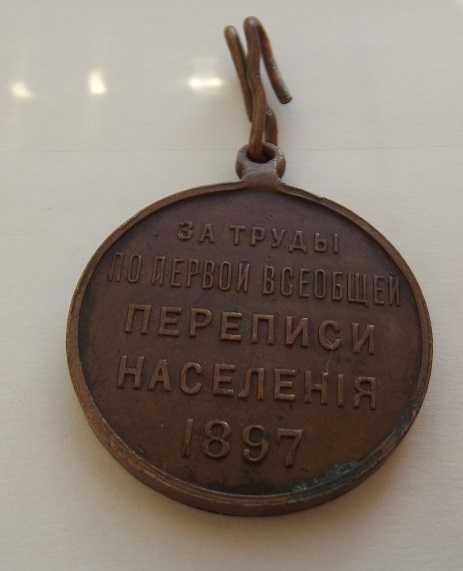 ЗА ТРУДЫ
ПО ПЕРВОЙ ВСЕОБЩЕЙ
ПЕРЕПИСИ
НАСЕЛЕНІЯ
1897